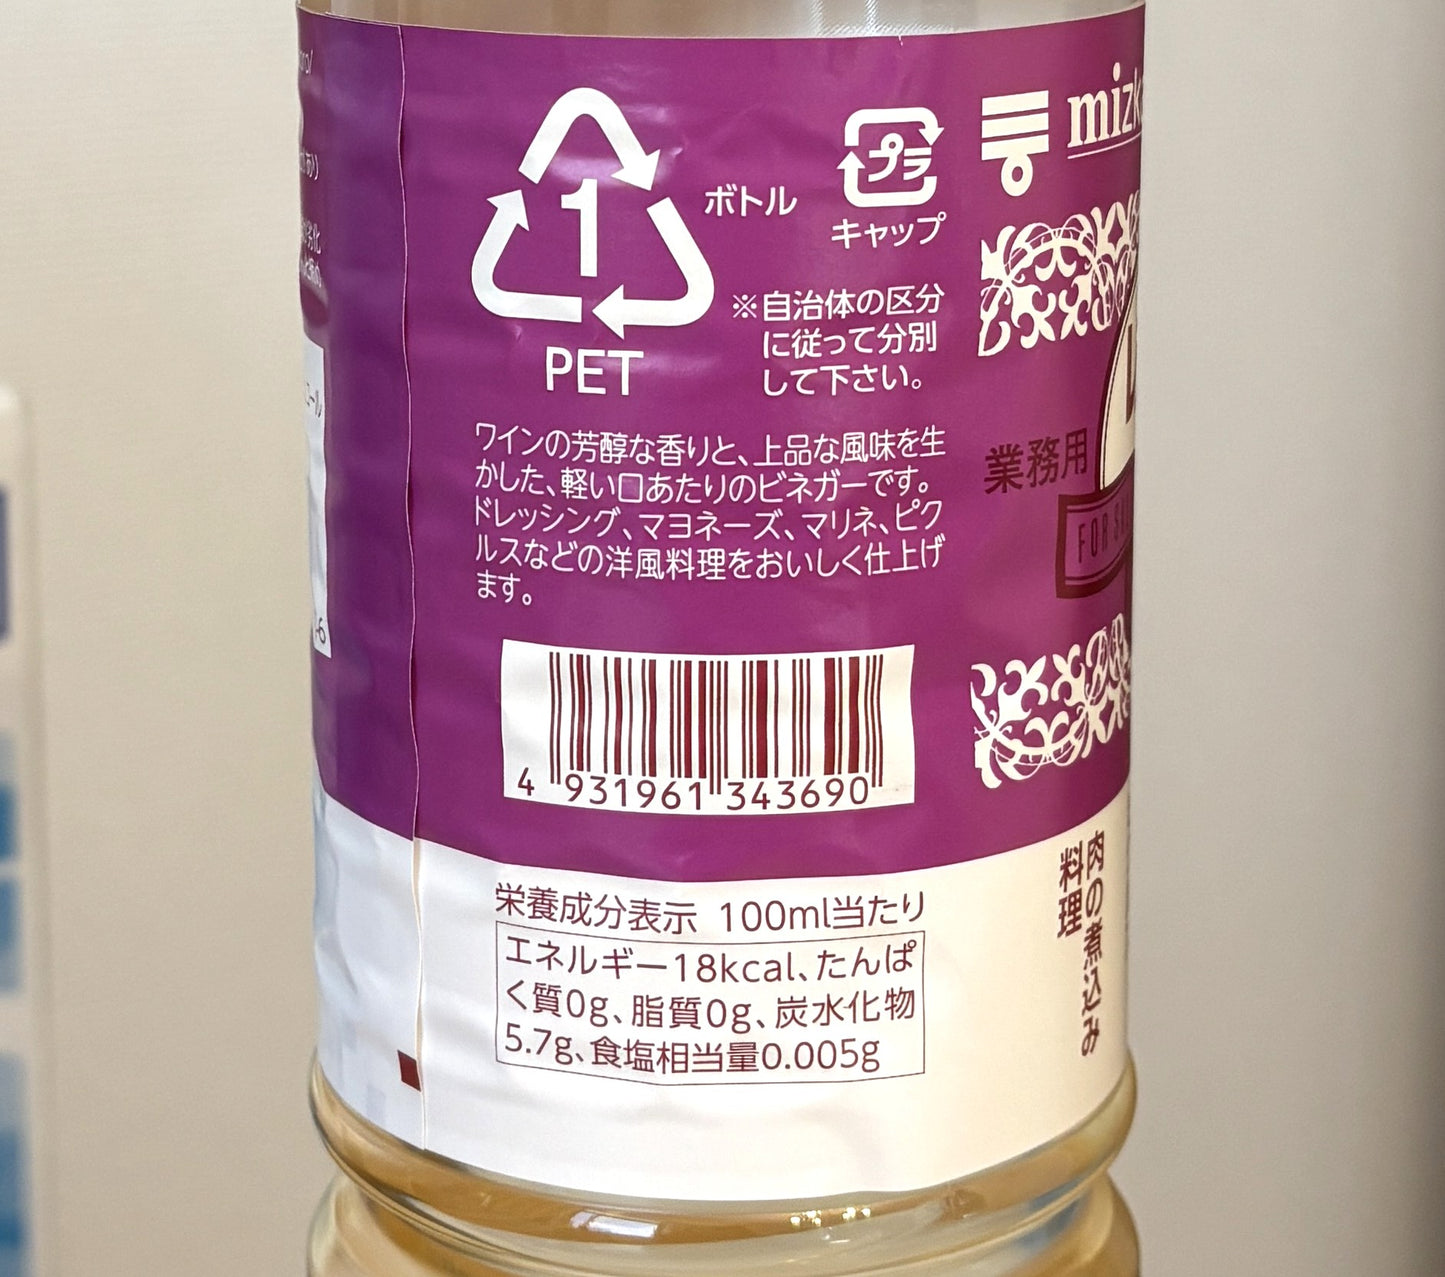 1
PET
ボトル
プラ
キャップ
※自治体の区分
に従って分別
して下さい。
ワインの芳醇な香りと、上品な風味を生
かした、軽い口あたりのビネガーです。
ドレッシング、マヨネーズ、マリネ、ピク
ルスなどの洋風料理をおいしく仕上げ
ます。
4 931961 343690
栄養成分表示 100ml当たり
エネルギー18kcal、たんぱ
く質0g、脂質0g、炭水化物
5.7g、食塩相当量0.005g
業務用
FOR
肉の煮込み
料理